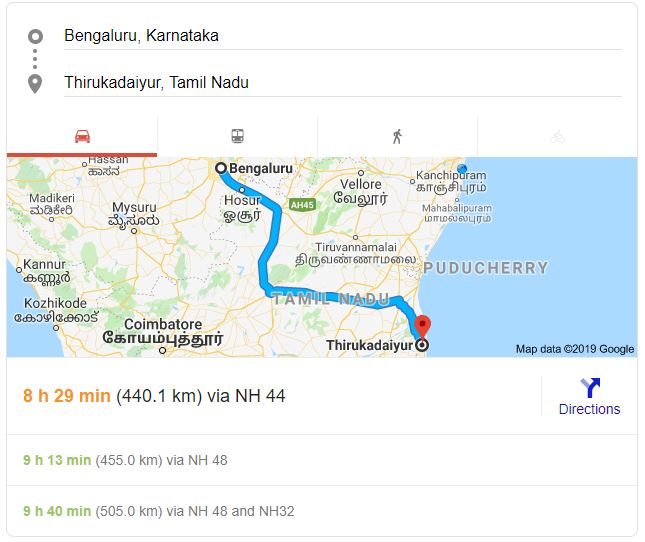 Bengaluru, Karnataka
Thirukadaiyur, Tamil Nadu
Hassan
ಹಾಸನ
Bengaluru
Kanchipuram
காஞ்சிபுரம்
Vellore
வேலூர்
Madikeri
ಮಡಿಕೇರಿ
Mysuru
ಮೈಸೂರು
Hosur
ஓசூர்
AH45
Mahabalipuram
மாமல்லபுரம்
Tiruvannamalai
திருவண்ணாமலை
Kannur
കണ്ണൂർ
PUDUCHERRY
Kozhikode
കോഴിക്കോട്
TAMIL NADU
Coimbatore
கோயம்புத்தூர்
Thirukadaiyur
Map data ©2019 Google
8 h 29 min (440.1 km) via NH 44
Directions
9 h 13 min (455.0 km) via NH 48
9 h 40 min (505.0 km) via NH 48 and NH32